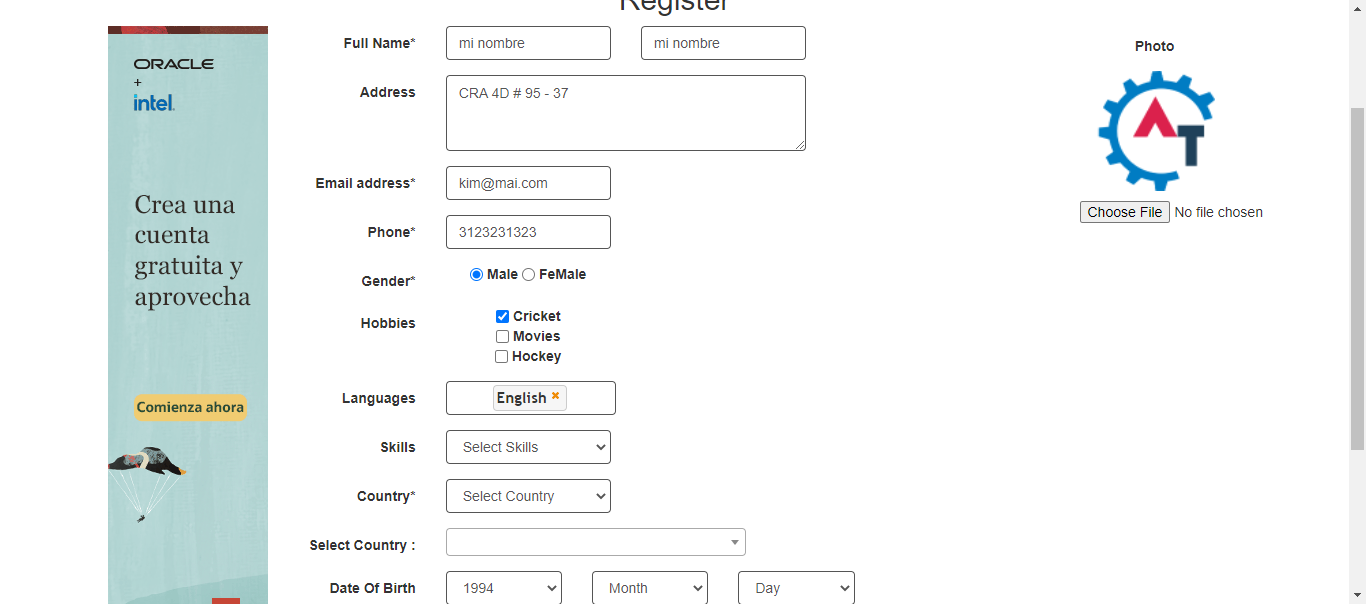 Register
ORACLE
+
intel.
Crea una
cuenta
gratuita y
aprovecha
Comienza ahora
Full Name*
mi nombre
mi nombre
Address
CRA 4D # 95 - 37
Email address*
kim@mai.com
Phone*
3123231323
Gender*
Male FeMale
Hobbies
Cricket
Movies
Hockey
Languages
English
Skills
Select Skills
Country*
Select Country
Select Country :
Date Of Birth
1994
Month
Day
Photo
AT
Choose File No file chosen